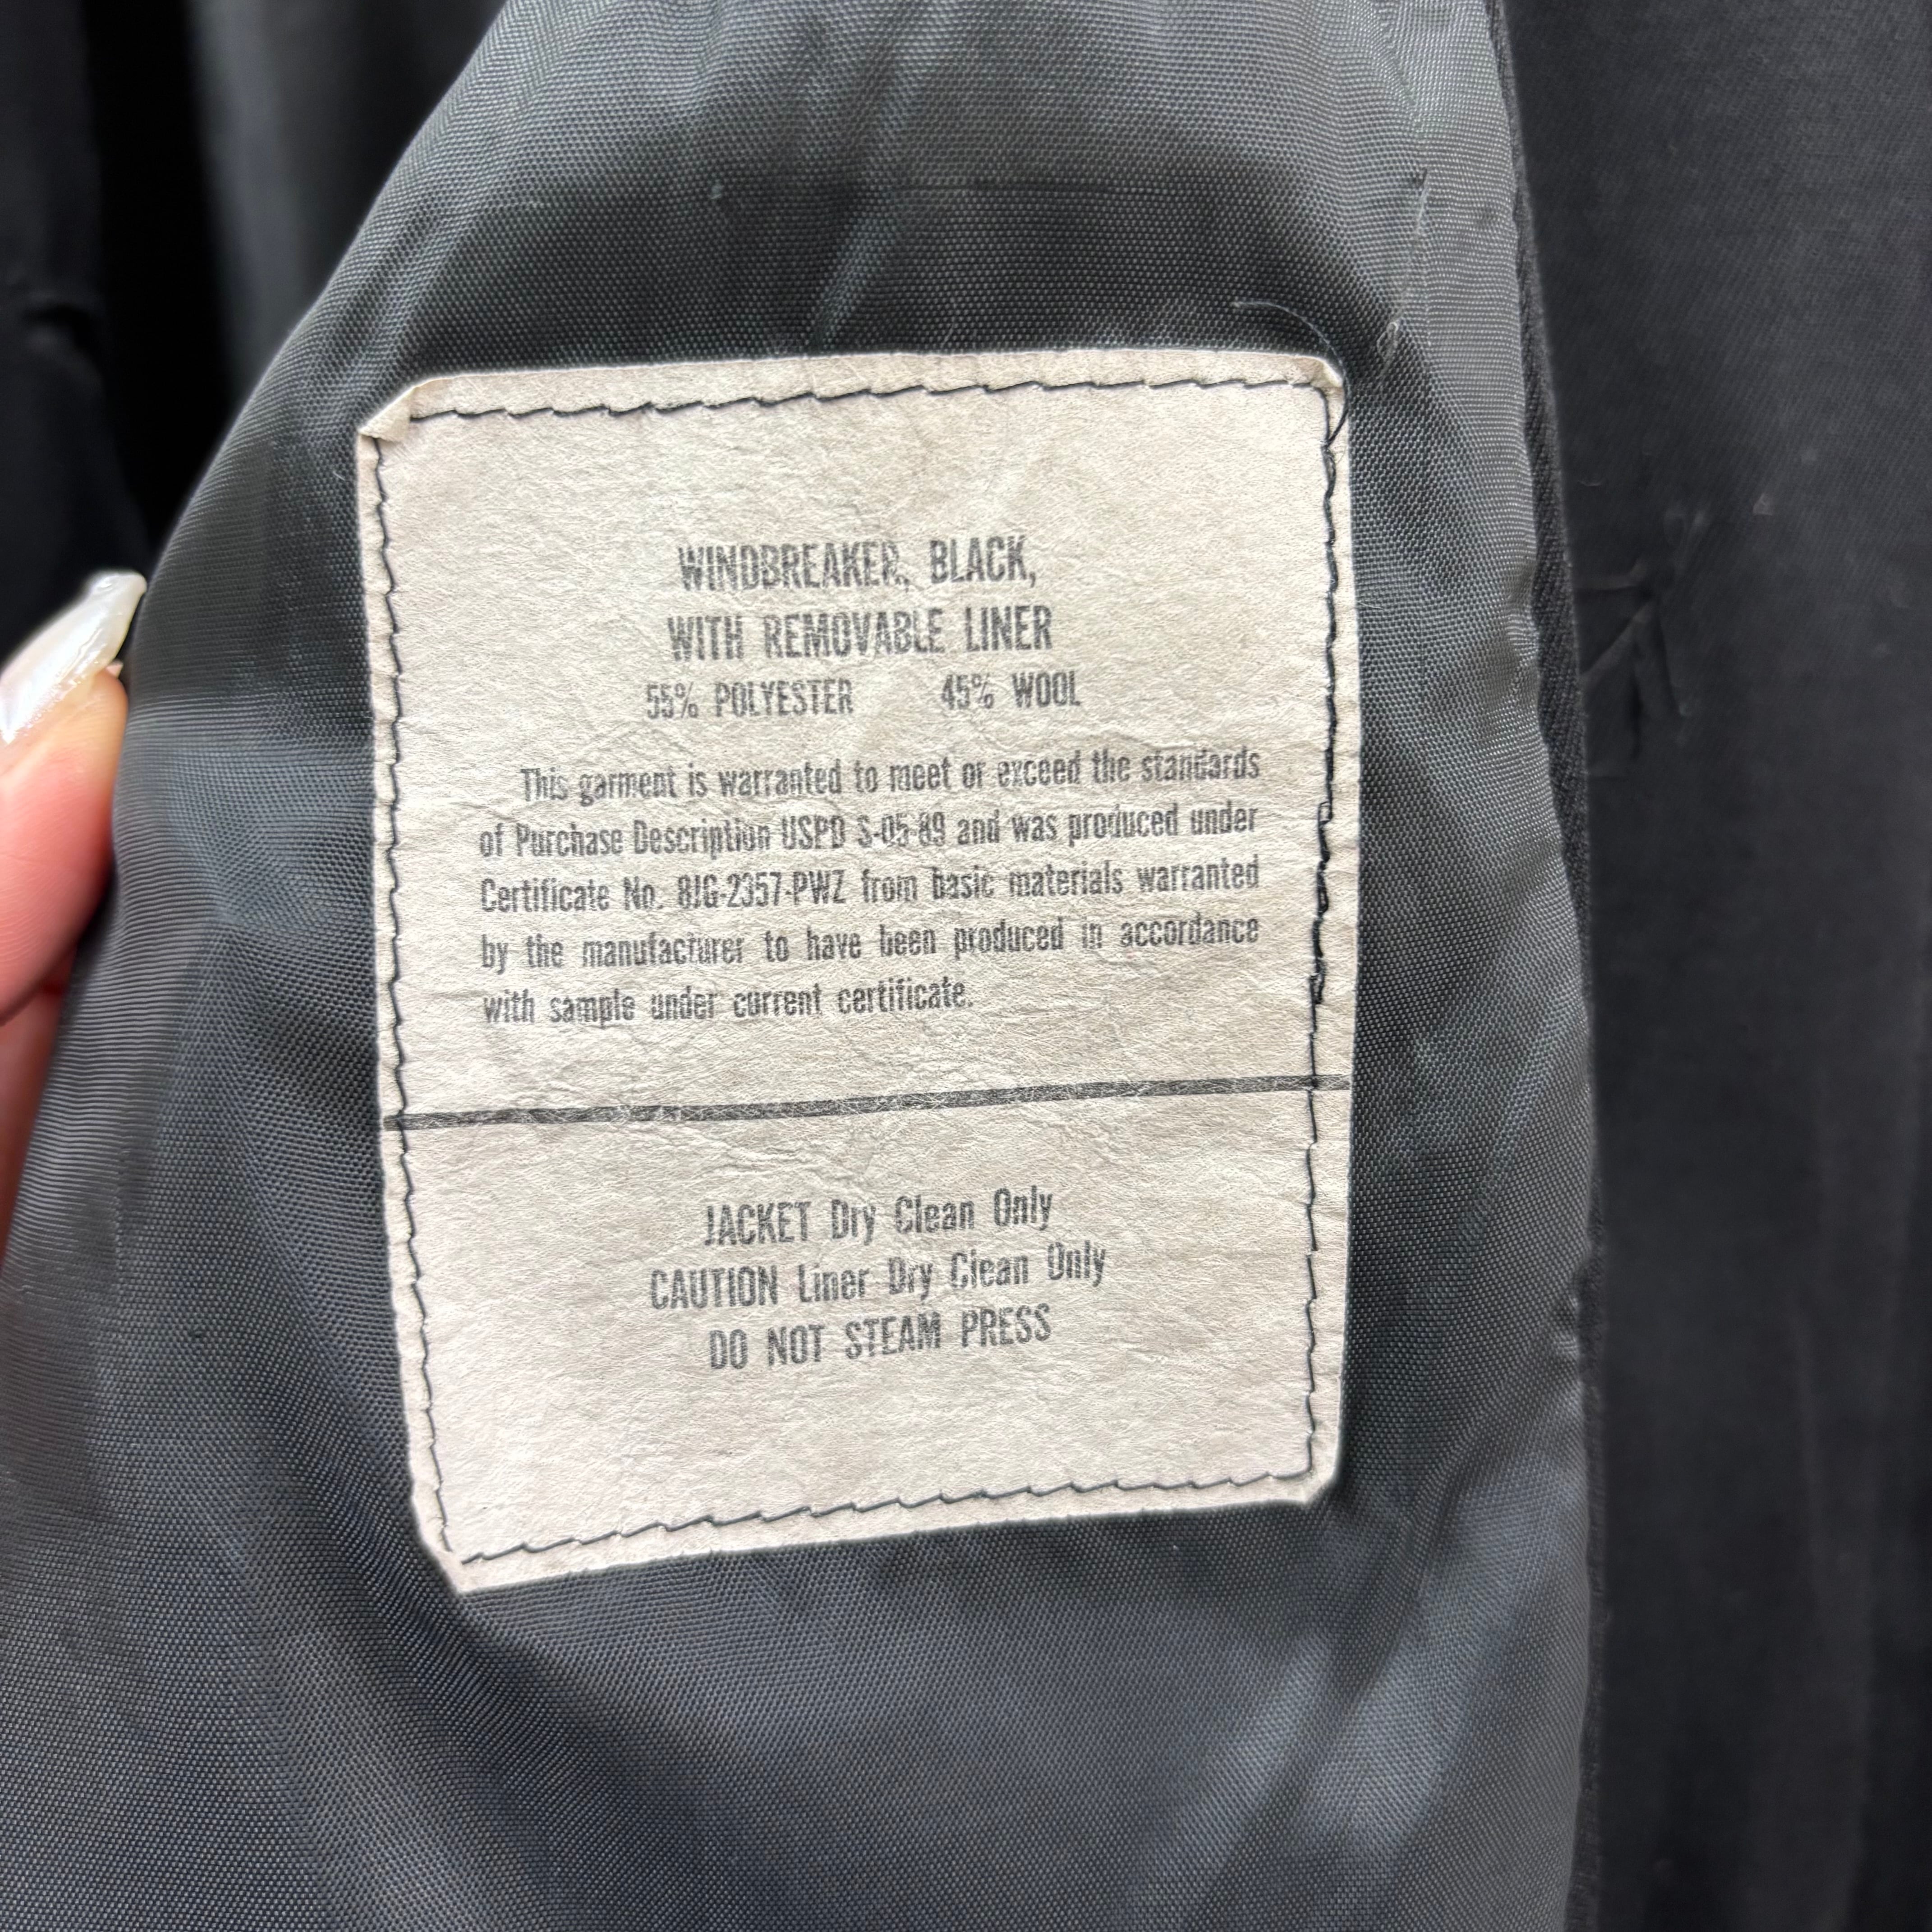 WINDBREAKER, BLACK,
WITH REMOVABLE LINER
55% POLYESTER 45% WOOL
This garment is warranted to meet or exceed the standards
of Purchase Description USPD S-05-89 and was produced under
Certificate No. 8JG-2357-PWZ from basic materials warranted
by the manufacturer to have been produced in accordance
with sample under current certificate.
JACKET Dry Clean Only
CAUTION Liner Dry Clean Only
DO NOT STEAM PRESS